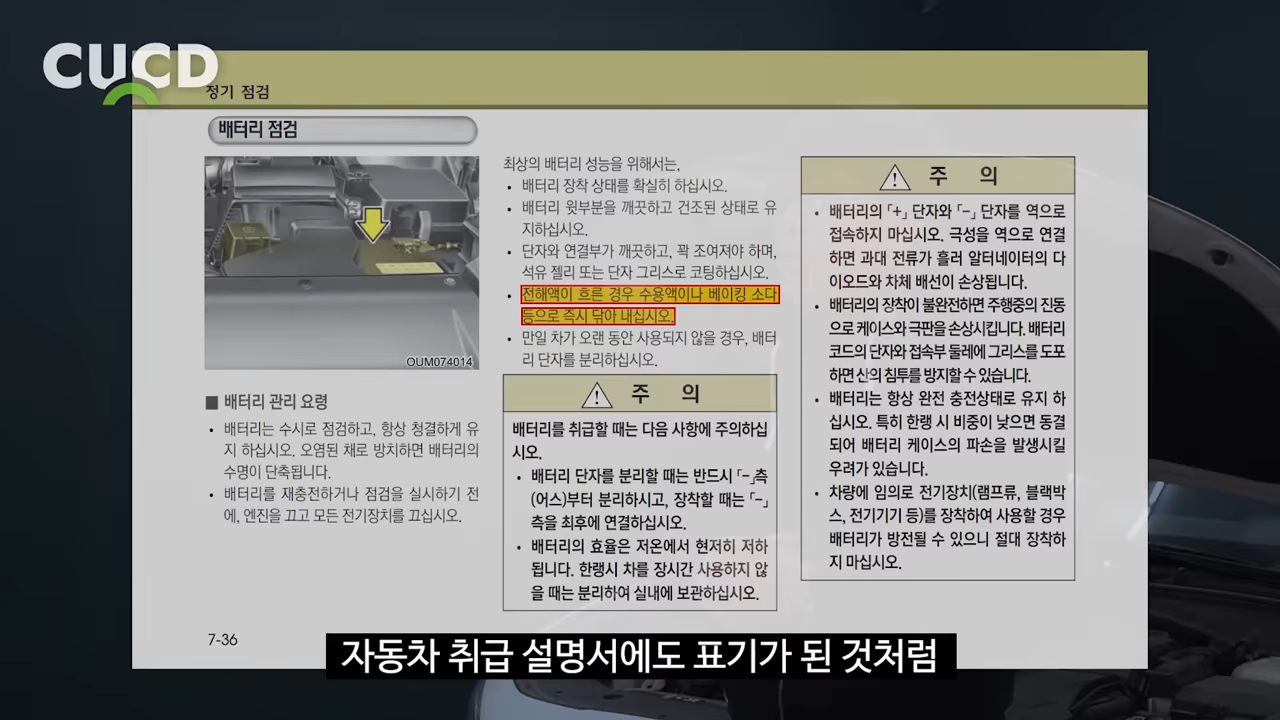 CUCD
정기 점검
배터리 점검
OUM074014
■ 배터리 관리 요령
• 배터리는 수시로 점검하고, 항상 청결하게 유
지 하십시오. 오염된 채로 방치하면 배터리의
수명이 단축됩니다.
• 배터리를 재충전하거나 점검을 실시하기 전
에, 엔진을 끄고 모든 전기장치를 끄십시오.
최상의 배터리 성능을 위해서는,
• 배터리 장착 상태를 확실히 하십시오.
• 배터리 윗부분을 깨끗하고 건조된 상태로 유
지하십시오.
• 단자와 연결부가 깨끗하고, 꽉 조여져야 하며,
석유 젤리 또는 단자 그리스로 코팅하십시오.
• 전해액이 흐른 경우 수용액이나 베이킹 소다
등으로 즉시 닦아 내십시오.
• 만일 차가 오랜 동안 사용되지 않을 경우, 배터
리 단자를 분리하십시오.
주 의
배터리를 취급할 때는 다음 사항에 주의하십
시오.
• 배터리 단자를 분리할 때는 반드시 「-」측
(어스)부터 분리하시고, 장착할 때는 「-」
측을 최후에 연결하십시오.
• 배터리의 효율은 저온에서 현저히 저하
됩니다. 한랭시 차를 장시간 사용하지 않
을 때는 분리하여 실내에 보관하십시오.
주 의
• 배터리의 「+」 단자와 「-」 단자를 역으로
접속하지 마십시오. 극성을 역으로 연결
하면 과대 전류가 흘러 알터네이터의 다
이오드와 차체 배선이 손상됩니다.
• 배터리의 장착이 불완전하면 주행중의 진동
으로 케이스와 극판을 손상시킵니다. 배터리
코드의 단자와 접속부 둘레에 그리스를 도포
하면 산의 침투를 방지할 수 있습니다.
• 배터리는 항상 완전 충전상태로 유지 하
십시오. 특히 한랭 시 비중이 낮으면 동결
되어 배터리 케이스의 파손을 발생시킬
우려가 있습니다.
• 차량에 임의로 전기장치(램프류, 블랙박
스, 전기기기 등)를 장착하여 사용할 경우
배터리가 방전될 수 있으니 절대 장착하
지 마십시오.
7-36
자동차 취급 설명서에도 표기가 된 것처럼